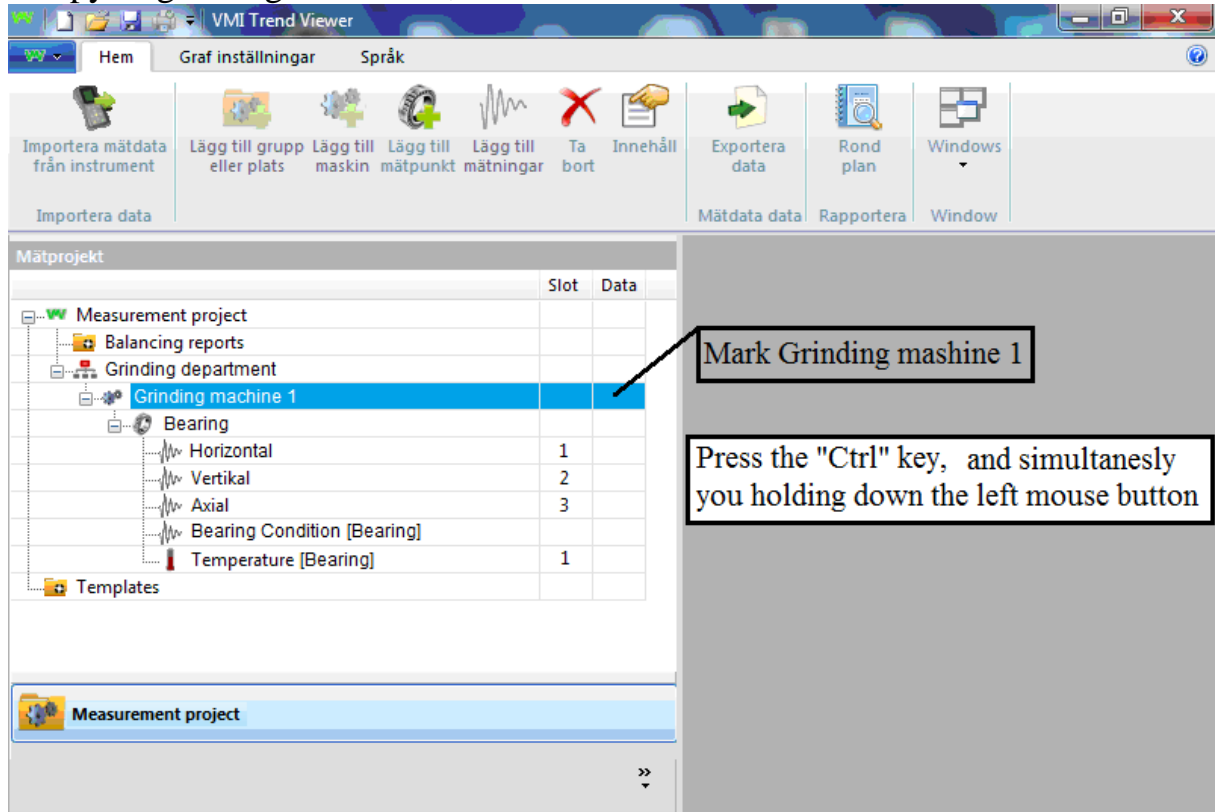 VMI Trend Viewer
Hem Graf inställningar Språk
Importera mätdata
från instrument
Lägg till grupp
eller plats
Lägg till
maskin
Lägg till
mätpunkt
Lägg till
mätningar
Ta
bort
Innehåll
Exportera
data
Rond
plan
Windows
Importera data Mätdata data Rapportera Window
Mätprojekt
Slot Data
Measurement project
Balancing reports
Grinding department
Grinding machine 1
Bearing
Horizontal 1
Vertikal 2
Axial 3
Bearing Condition [Bearing]
Temperature [Bearing] 1
Templates
Mark Grinding mashine 1
Press the "Ctrl" key, and simultanesly
you holding down the left mouse button
Measurement project